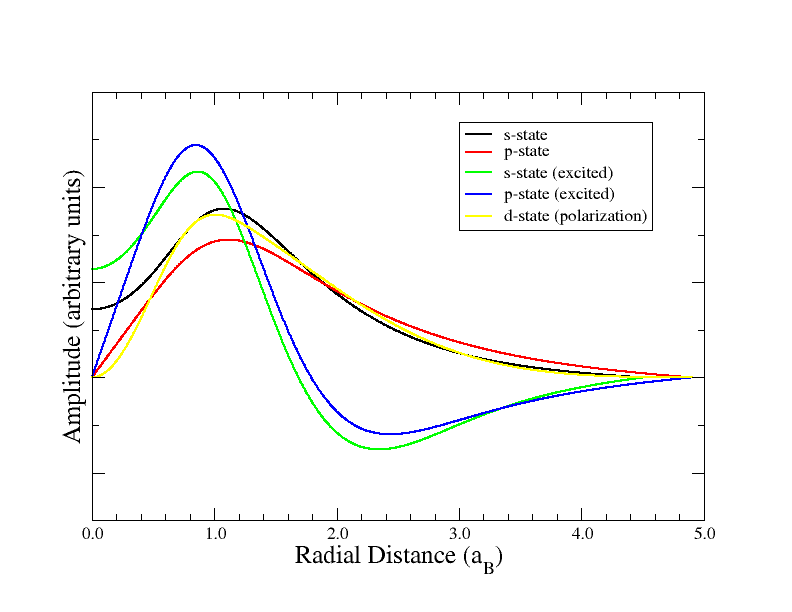 s-state
p-state
s-state (excited)
p-state (excited)
d-state (polarization)
Amplitude (arbitrary units)
0.0 1.0 2.0 3.0 4.0 5.0
Radial Distance (aB)